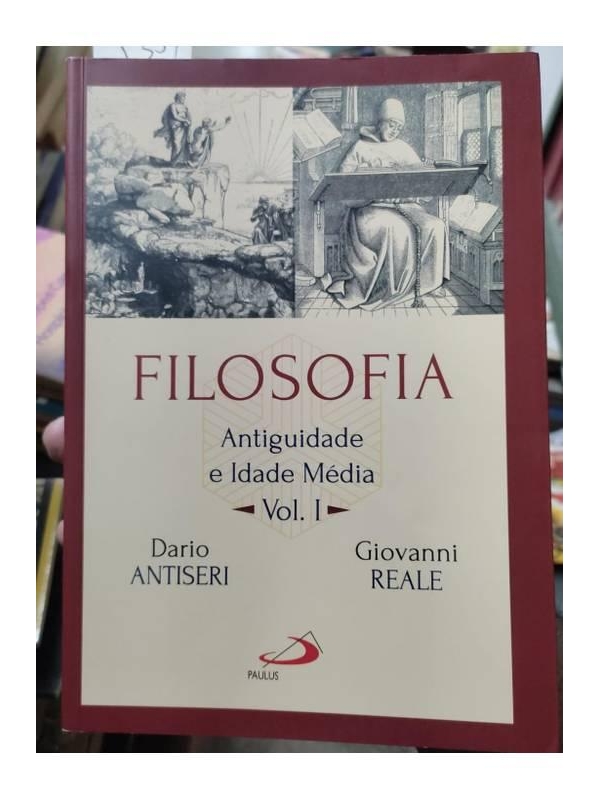 FILOSOFIA
Antiguidade
e Idade Média
Vol. I
Dario
ANTISERI
Giovanni
REALE
PAULUS